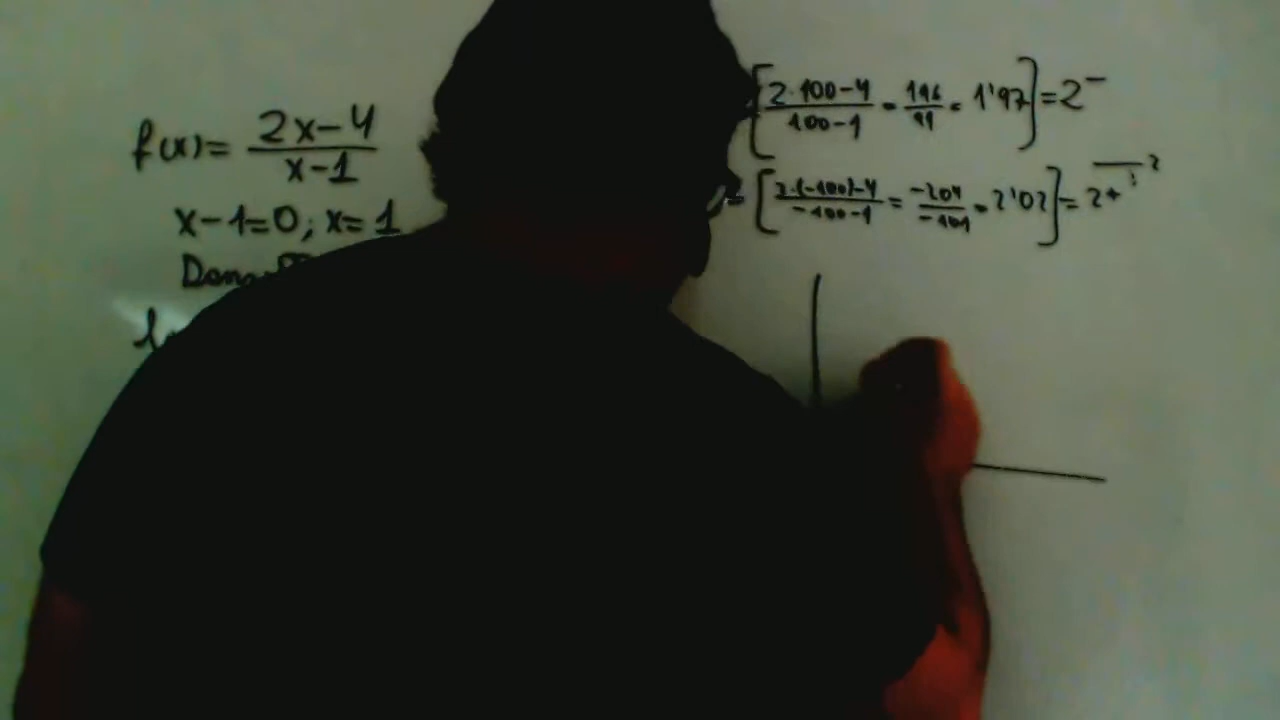 f(x) = 2x-4 / x-1
x-1=0; x=1
[2·100-4 / 100-1 = 196 / 99 = 1'97] = 2⁻
= [2·(-100)-4 / -100-1 = -204 / -101 = 2'02] = 2⁺